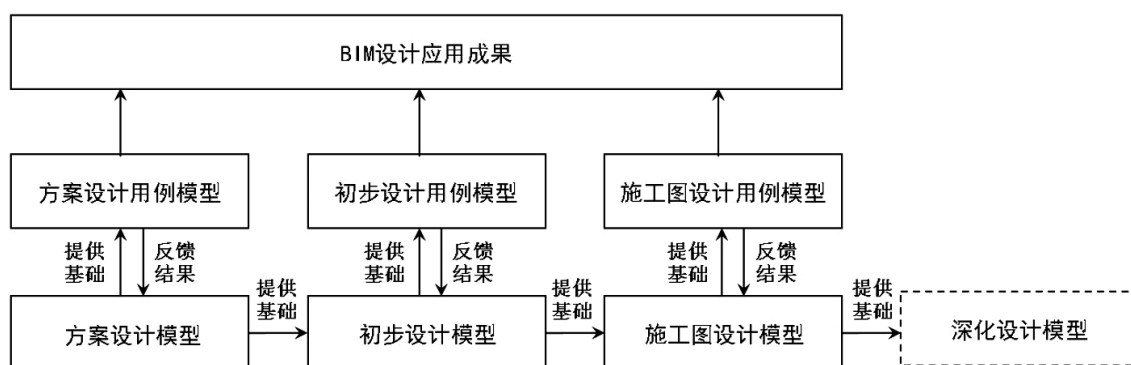 BIM设计应用成果
方案设计用例模型
初步设计用例模型
施工图设计用例模型
提供
基础
反馈
结果
提供
基础
反馈
结果
提供
基础
反馈
结果
提供
基础
提供
基础
提供
基础
方案设计模型
初步设计模型
施工图设计模型
深化设计模型